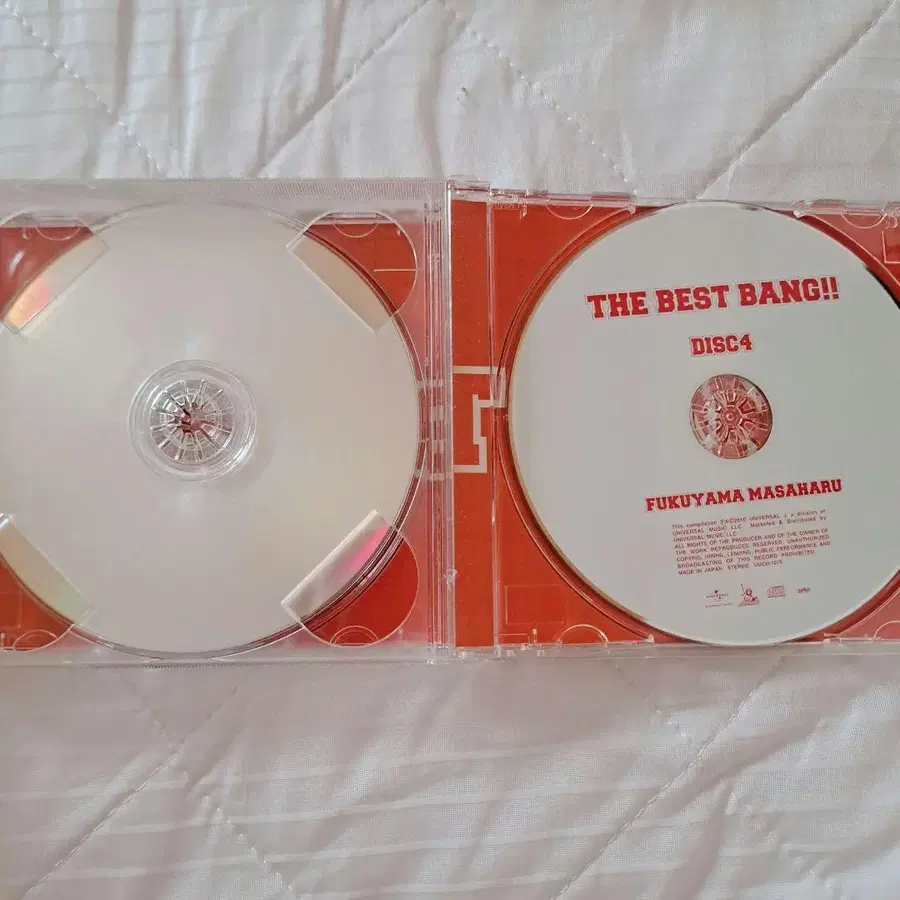 THE BEST BANG!!
DISC4
FUKUYAMA MASAHARU
This compilation ℗&©2010 UNIVERSAL J, a division of
UNIVERSAL MUSIC LLC. Marketed & Distributed by
UNIVERSAL MUSIC LLC
ALL RIGHTS OF THE PRODUCER AND OF THE OWNER OF
THE WORK REPRODUCED RESERVED. UNAUTHORIZED
COPYING, HIRING, LENDING, PUBLIC PERFORMANCE AND
BROADCASTING OF THIS RECORD PROHIBITED.
MADE IN JAPAN STEREO